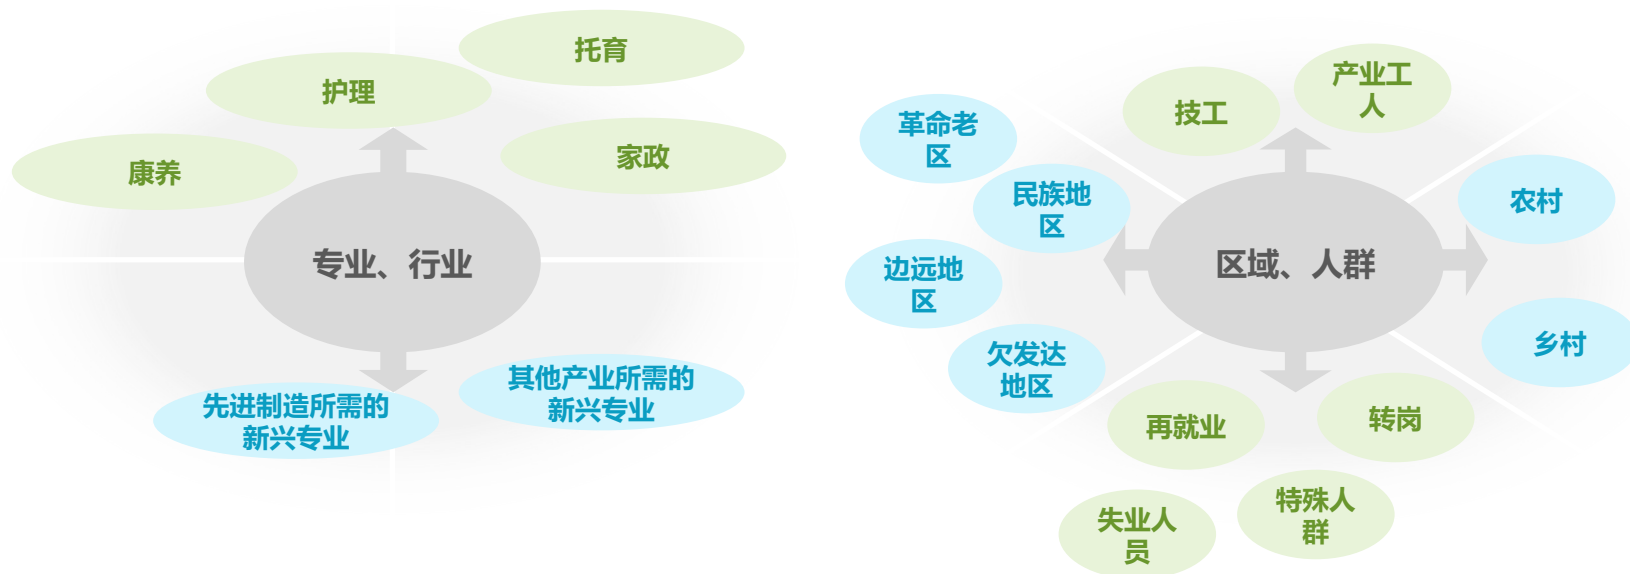 托育
护理
家政
康养
专业、行业
先进制造所需的
新兴专业
其他产业所需的
新兴专业
产业工
人
技工
革命老
区
民族地
区
农村
区域、人群
边远地
区
乡村
欠发达
地区
再就业
转岗
失业人
员
特殊人
群